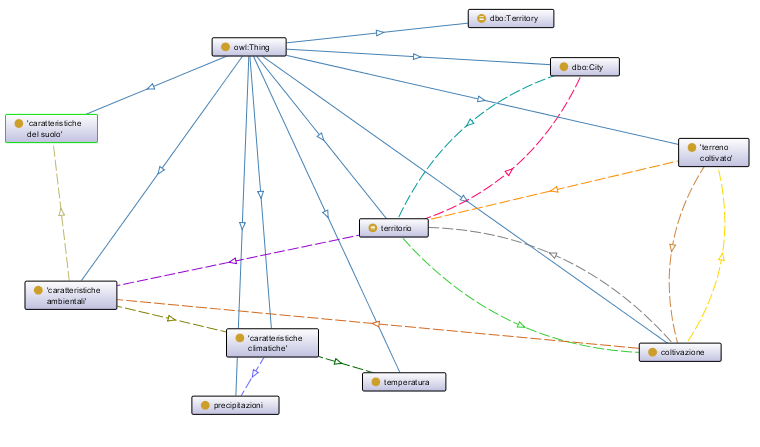 dbo:Territory
owl:Thing
dbo:City
'caratteristiche
del suolo'
'terreno
coltivato'
territorio
'caratteristiche
ambientali'
'caratteristiche
climatiche'
coltivazione
temperatura
precipitazioni